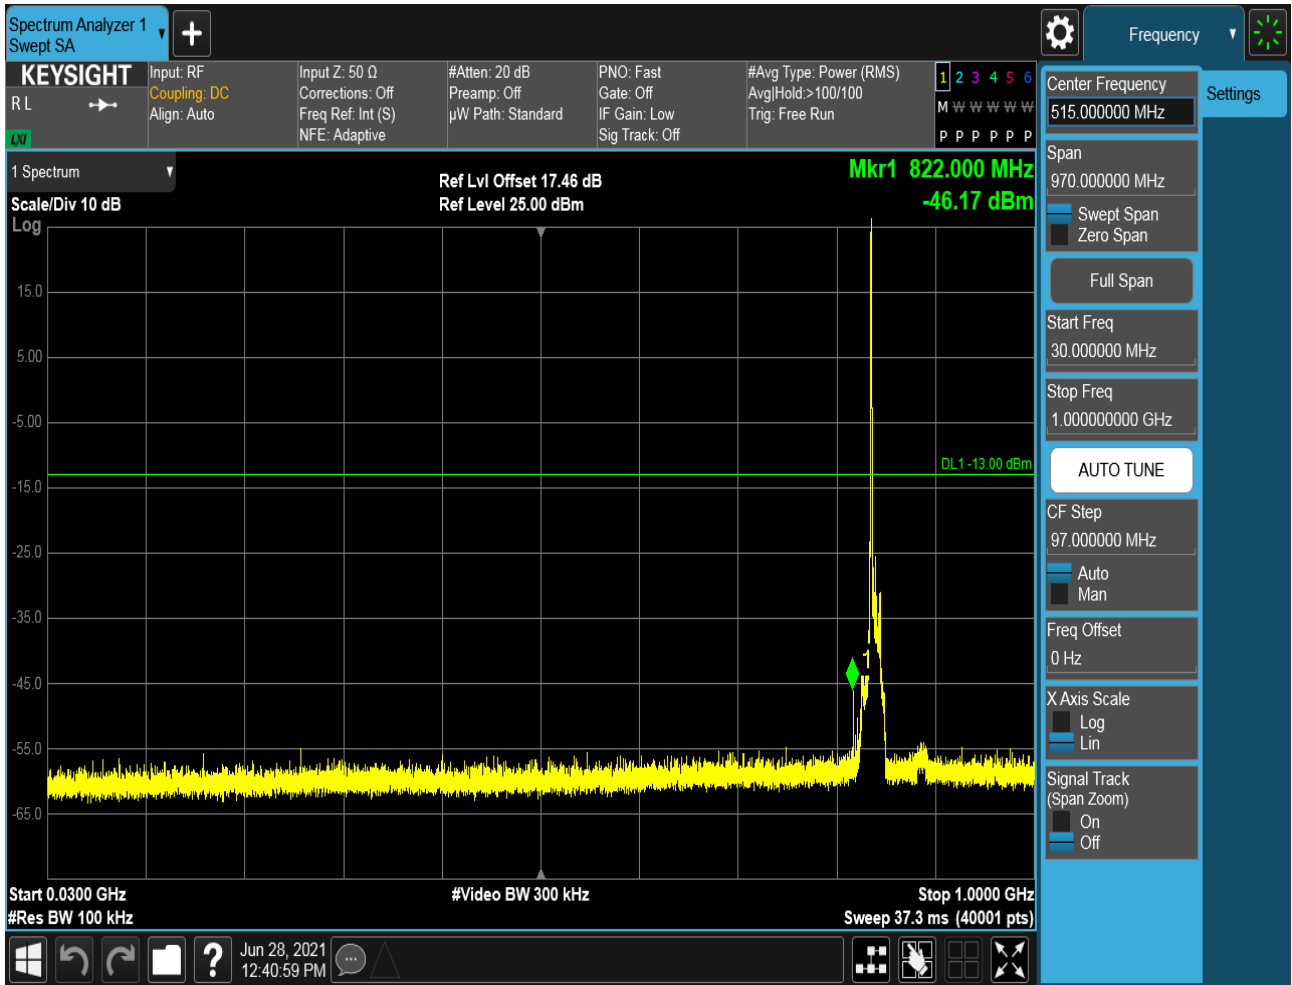 Spectrum Analyzer 1
Swept SA
Frequency
KEYSIGHT
R L
LXI
Input: RF
Coupling: DC
Align: Auto
Input Z: 50 Ω
Corrections: Off
Freq Ref: Int (S)
NFE: Adaptive
#Atten: 20 dB
Preamp: Off
µW Path: Standard
PNO: Fast
Gate: Off
IF Gain: Low
Sig Track: Off
#Avg Type: Power (RMS)
Avg|Hold:>100/100
Trig: Free Run
1 2 3 4 5 6
M W W W W W
P P P P P P
1 Spectrum
Scale/Div 10 dB
Log
Ref Lvl Offset 17.46 dB
Ref Level 25.00 dBm
Mkr1 822.000 MHz
-46.17 dBm
15.0
5.00
-5.00
-15.0
-25.0
-35.0
-45.0
-55.0
-65.0
DL1 -13.00 dBm
Start 0.0300 GHz
#Res BW 100 kHz
#Video BW 300 kHz
Stop 1.0000 GHz
Sweep 37.3 ms (40001 pts)
Center Frequency
515.000000 MHz
Settings
Span
970.000000 MHz
Swept Span
Zero Span
Full Span
Start Freq
30.000000 MHz
Stop Freq
1.000000000 GHz
AUTO TUNE
CF Step
97.000000 MHz
Auto
Man
Freq Offset
0 Hz
X Axis Scale
Log
Lin
Signal Track
(Span Zoom)
On
Off
?
Jun 28, 2021
12:40:59 PM